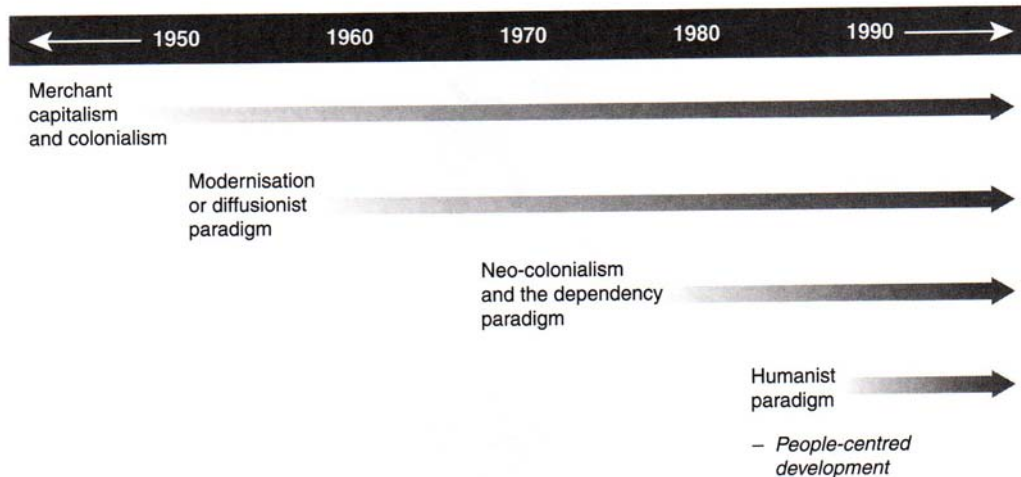 1950 1960 1970 1980 1990
Merchant
capitalism
and colonialism
Modernisation
or diffusionist
paradigm
Neo-colonialism
and the dependency
paradigm
Humanist
paradigm
– People-centred
development